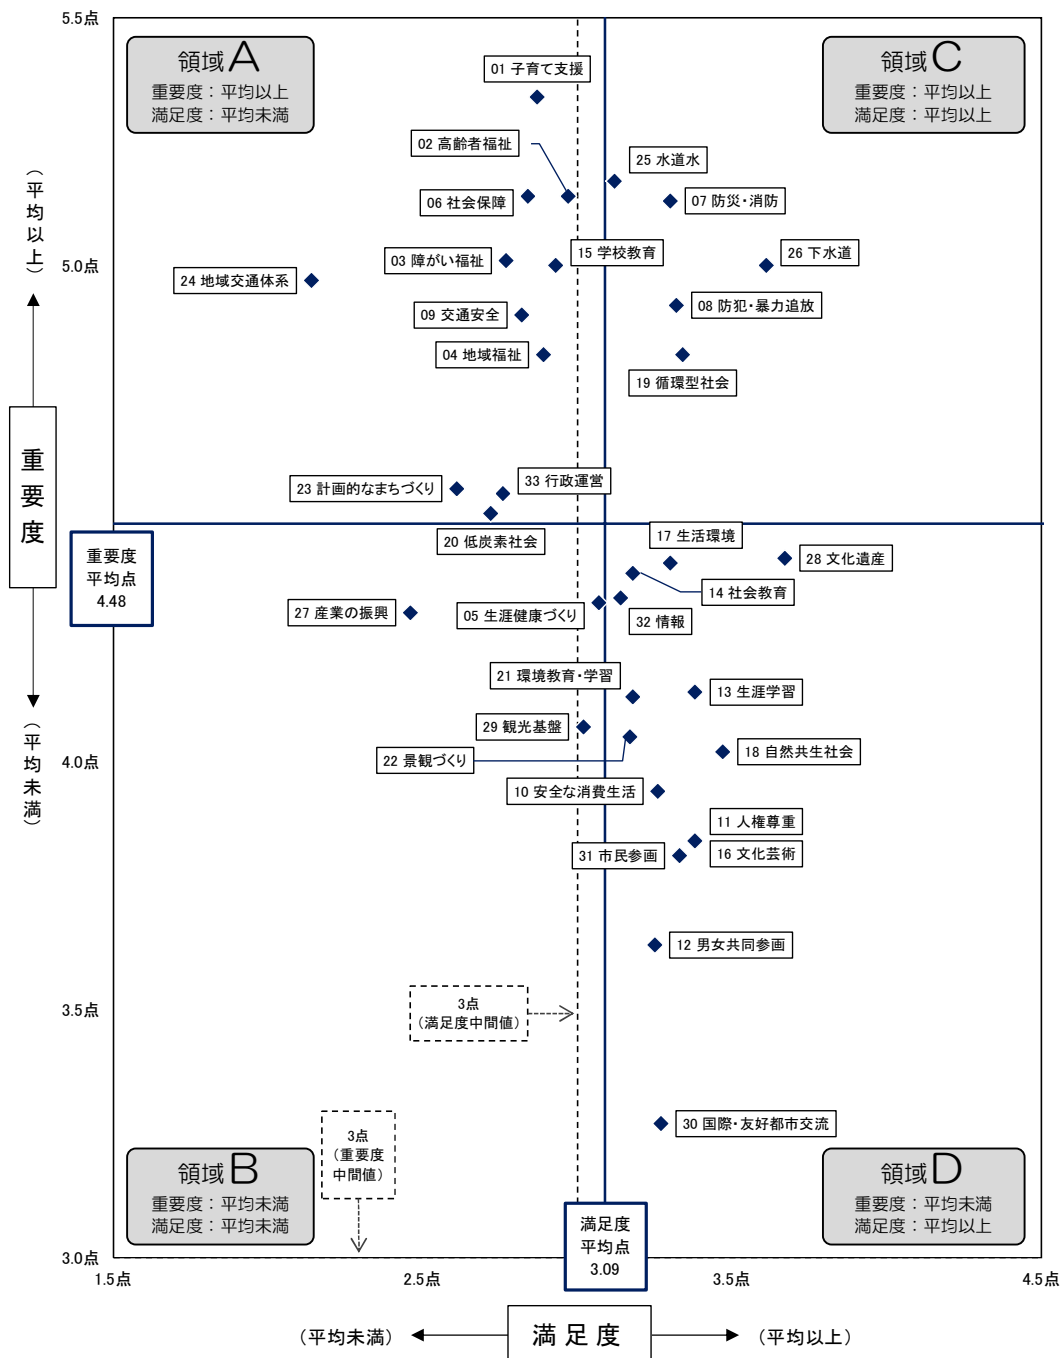 5.5点
領域A
重要度：平均以上
満足度：平均未満
領域C
重要度：平均以上
満足度：平均以上
01 子育て支援
02 高齢者福祉
25 水道水
06 社会保障
07 防災・消防
（平均以上）
03 障がい福祉
15 学校教育
26 下水道
5.0点
24 地域交通体系
08 防犯・暴力追放
09 交通安全
04 地域福祉
19 循環型社会
重要度
23 計画的なまちづくり
33 行政運営
20 低炭素社会
17 生活環境
重要度
平均点
4.48
28 文化遺産
14 社会教育
27 産業の振興
05 生涯健康づくり
32 情報
21 環境教育・学習
13 生涯学習
29 観光基盤
（平均未満）
22 景観づくり
18 自然共生社会
4.0点
10 安全な消費生活
11 人権尊重
31 市民参画
16 文化芸術
12 男女共同参画
3点
（満足度中間値）
3.5点
3点
（重要度
中間値）
30 国際・友好都市交流
領域B
重要度：平均未満
満足度：平均未満
領域D
重要度：平均未満
満足度：平均以上
満足度
平均点
3.09
3.0点
1.5点
2.5点
3.5点
4.5点
（平均未満）
満足度
（平均以上）